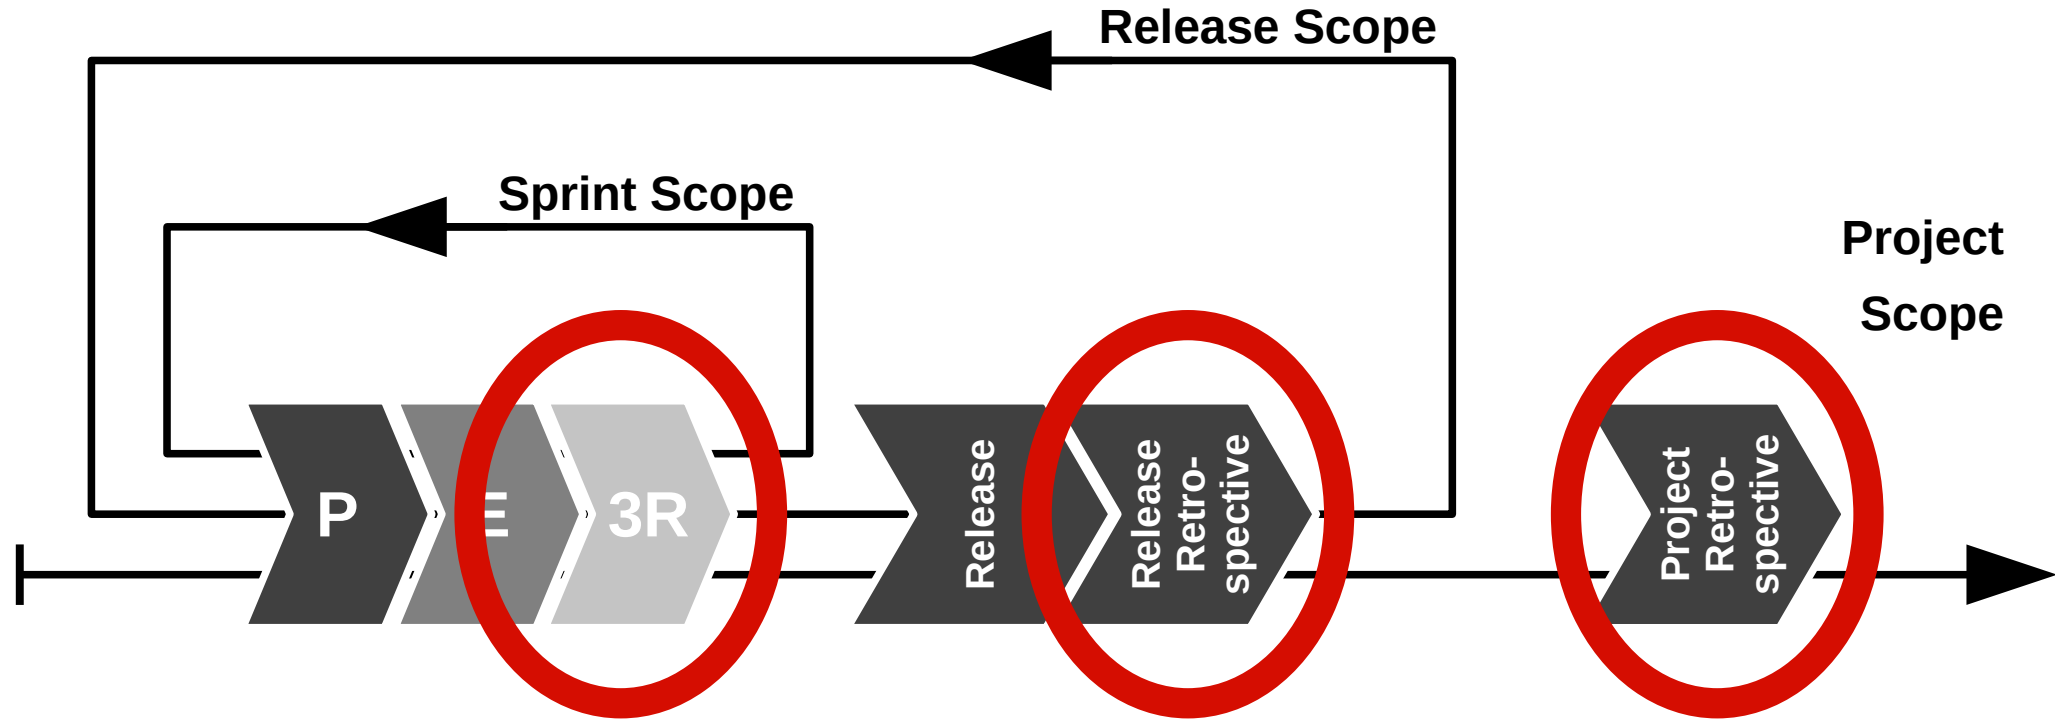 Release Scope
Sprint Scope
Project
Scope
P
E
3R
Release
Release
Retro-
spective
Project
Retro-
spective